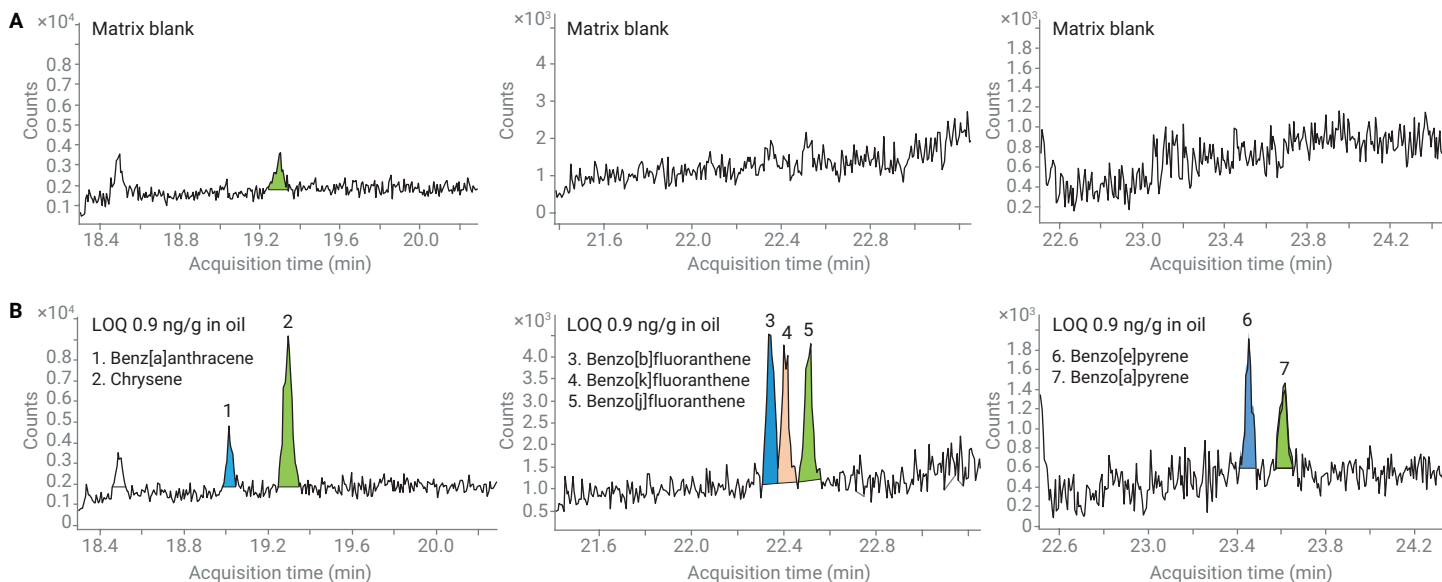 A
×10⁴
Matrix blank
Counts
0.8
0.7
0.6
0.5
0.4
0.3
0.2
0.1
18.4 18.8 19.2 19.6 20.0
Acquisition time (min)
×10³
Matrix blank
Counts
4
3
2
1
0
21.6 22.0 22.4 22.8
Acquisition time (min)
×10³
Matrix blank
Counts
1.8
1.6
1.4
1.2
1.0
0.8
0.6
0.4
0.2
22.6 23.0 23.4 23.8 24.2
Acquisition time (min)
B
×10⁴
LOQ 0.9 ng/g in oil
1. Benz[a]anthracene
2. Chrysene
1
2
Counts
0.8
0.7
0.6
0.5
0.4
0.3
0.2
0.1
0
18.4 18.8 19.2 19.6 20.0
Acquisition time (min)
×10³
LOQ 0.9 ng/g in oil
3. Benzo[b]fluoranthene
4. Benzo[k]fluoranthene
5. Benzo[j]fluoranthene
3
4
5
Counts
4.0
3.5
3.0
2.5
2.0
1.5
1.0
0.5
21.6 22.0 22.4 22.8
Acquisition time (min)
×10³
LOQ 0.9 ng/g in oil
6. Benzo[e]pyrene
7. Benzo[a]pyrene
6
7
Counts
1.8
1.6
1.4
1.2
1.0
0.8
0.6
0.4
0.2
0
22.6 23.0 23.4 23.8 24.2
Acquisition time (min)